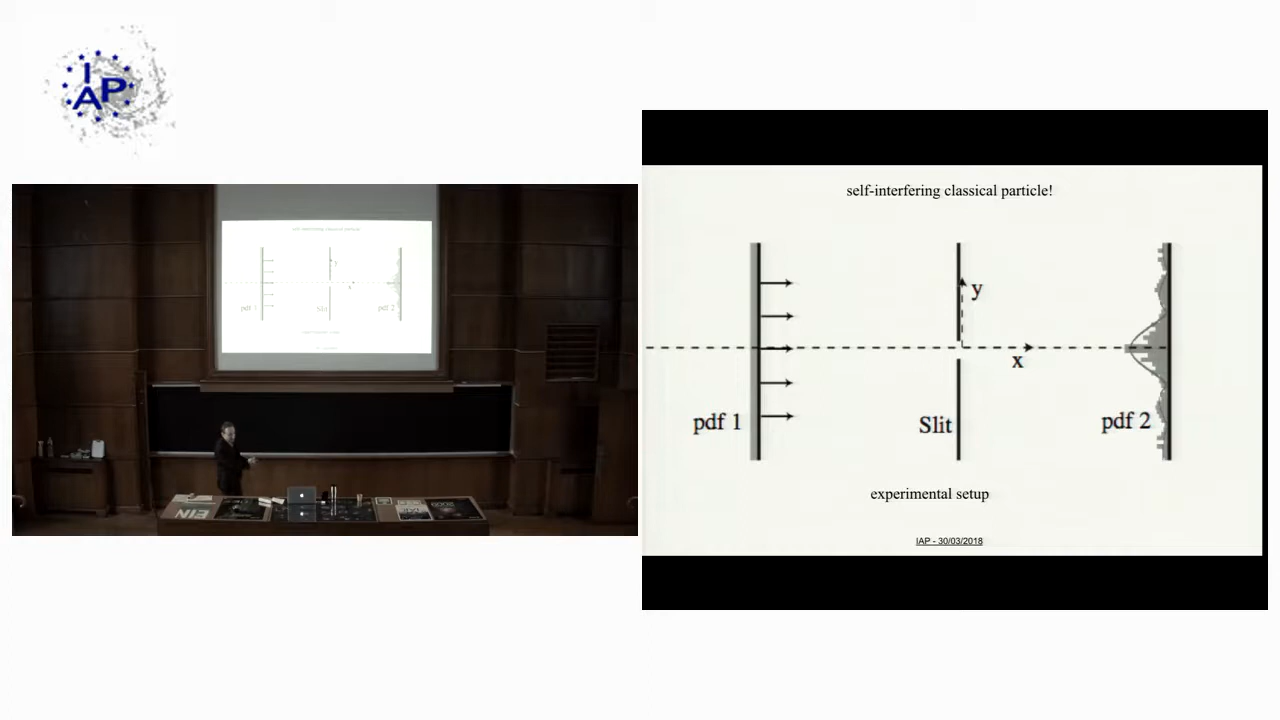 IAP
self-interfering classical particle!
y
x
pdf 1
Slit
pdf 2
experimental setup
IAP - 30/03/2018